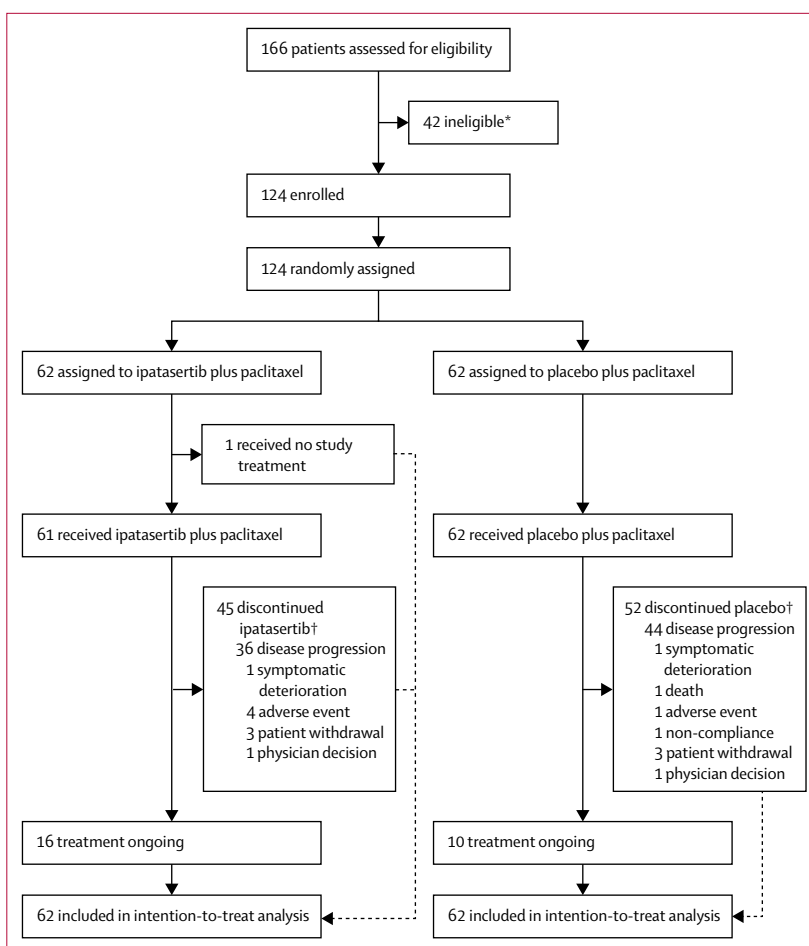 166 patients assessed for eligibility
42 ineligible*
124 enrolled
124 randomly assigned
62 assigned to ipatasertib plus paclitaxel
62 assigned to placebo plus paclitaxel
1 received no study
treatment
61 received ipatasertib plus paclitaxel
62 received placebo plus paclitaxel
45 discontinued
ipatasertib†
36 disease progression
1 symptomatic
deterioration
4 adverse event
3 patient withdrawal
1 physician decision
52 discontinued placebo†
44 disease progression
1 symptomatic
deterioration
1 death
1 adverse event
1 non-compliance
3 patient withdrawal
1 physician decision
16 treatment ongoing
10 treatment ongoing
62 included in intention-to-treat analysis
62 included in intention-to-treat analysis